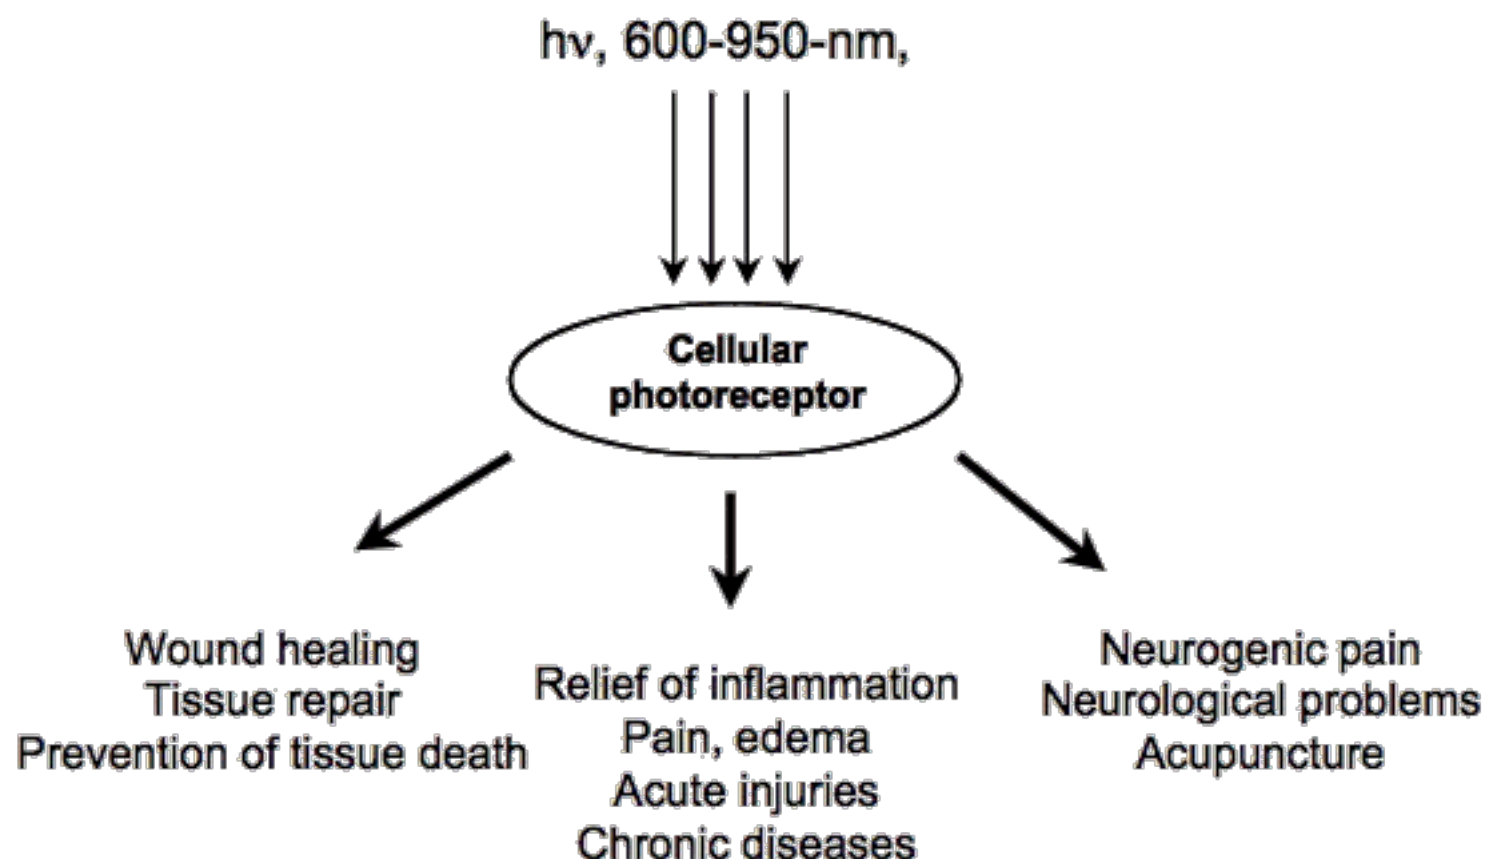 hν, 600-950-nm,
Cellular
photoreceptor
Wound healing
Tissue repair
Prevention of tissue death
Relief of inflammation
Pain, edema
Acute injuries
Chronic diseases
Neurogenic pain
Neurological problems
Acupuncture